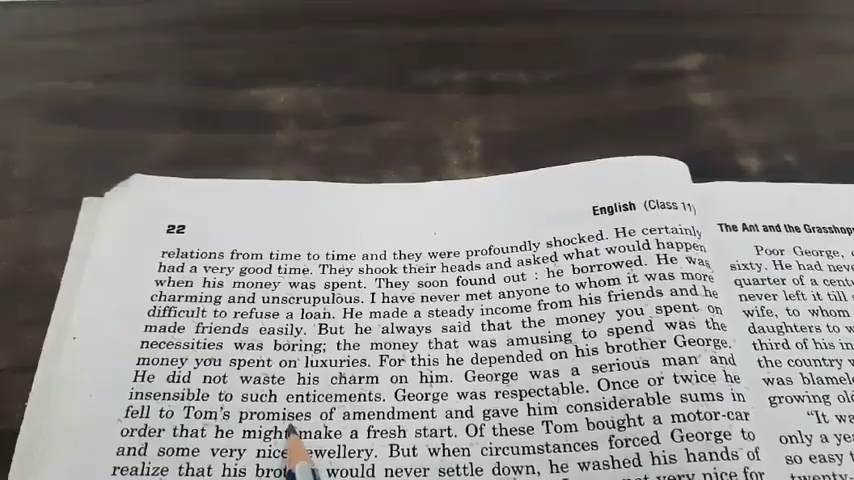 22
English (Class 11)
relations from time to time and they were profoundly shocked. He certainly
had a very good time. They shook their heads and asked what would happen
when his money was spent. They soon found out : he borrowed. He was
charming and unscrupulous. I have never met anyone to whom it was more
difficult to refuse a loan. He made a steady income from his friends and he
made friends easily. But he always said that the money you spent on
necessities was boring; the money that was amusing to spend was the
money you spent on luxuries. For this he depended on his brother George.
He did not waste his charm on him. George was a serious man and
insensible to such enticements. George was respectable. Once or twice he
fell to Tom's promises of amendment and gave him considerable sums in
order that he might make a fresh start. Of these Tom bought a motor-car
and some very nice jewellery. But when circumstances forced George to
realize that his would never settle down, he washed his hands of
not very nice for
The Ant and the
Poor George,
sixty. He had
quarter of a
never left it till
wife, to whom
daughters to
third of his
the country
was
growing
"It
only a
so easy